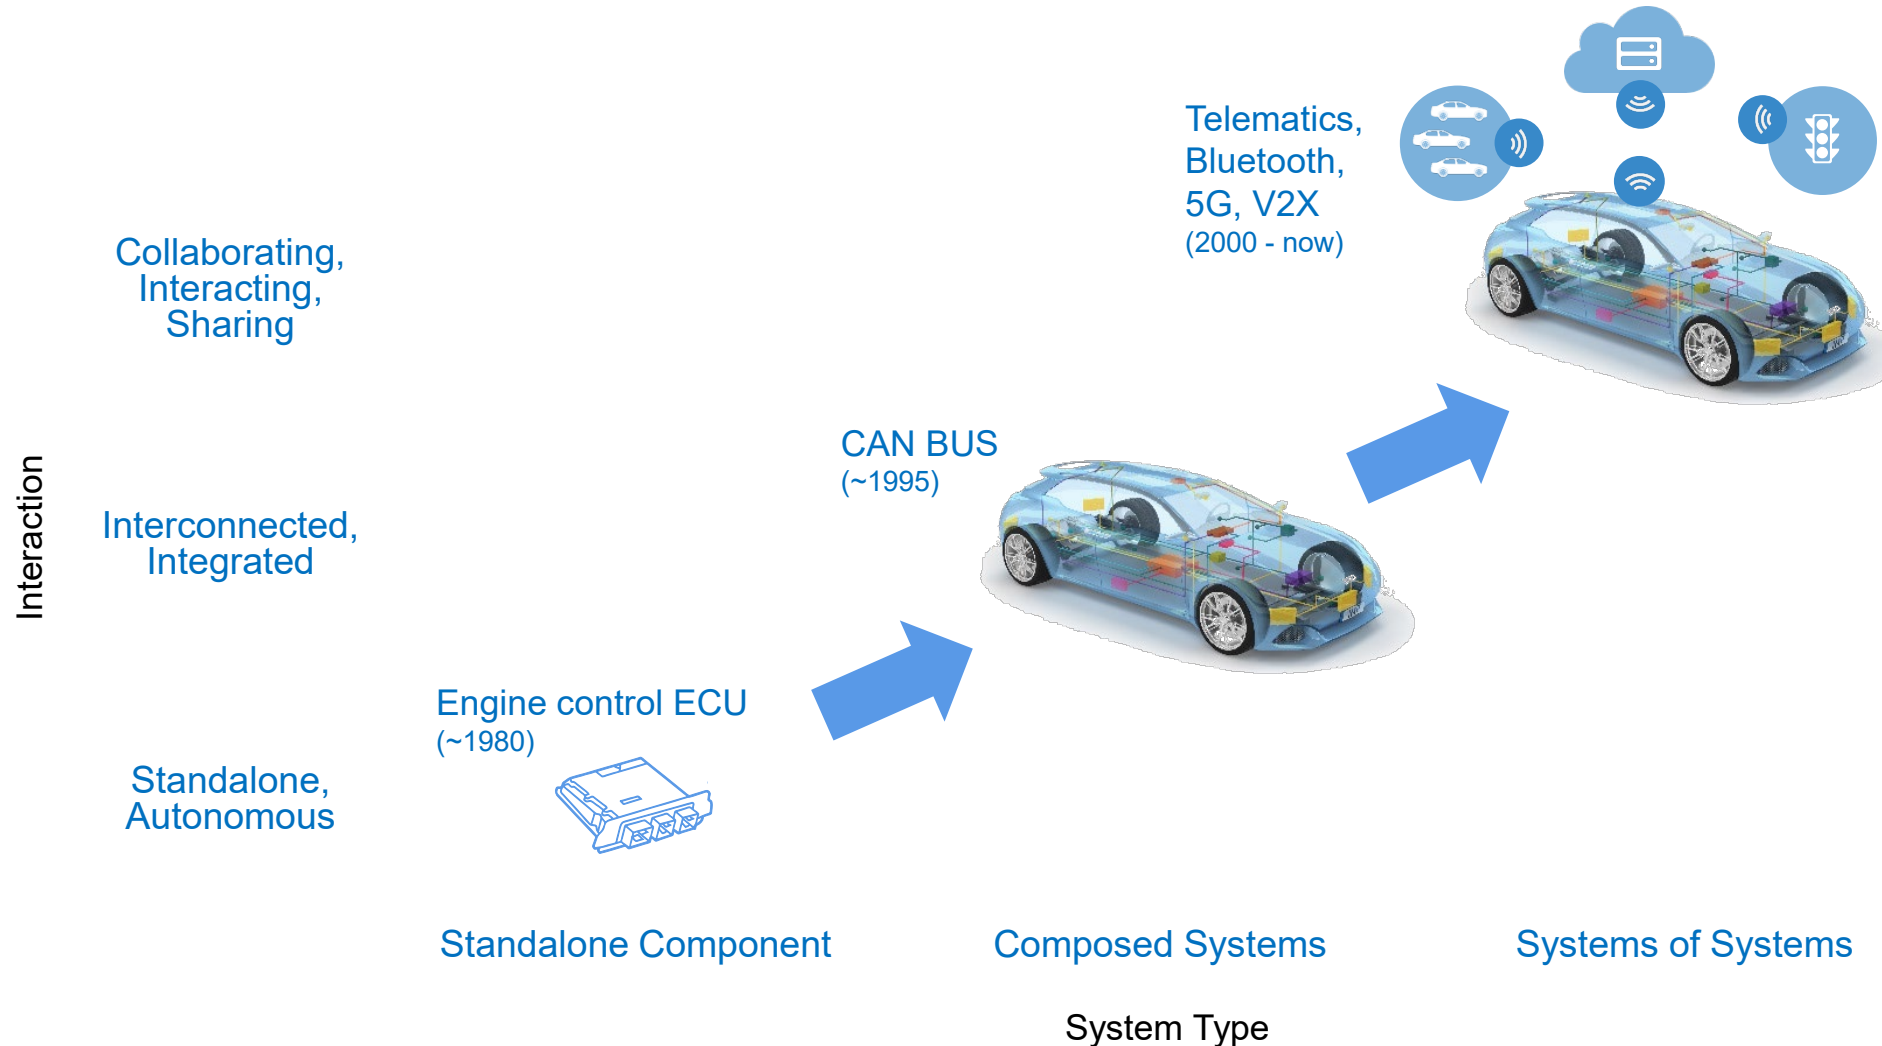 Telematics,
Bluetooth,
5G, V2X
(2000 - now)
Collaborating,
Interacting,
Sharing
CAN BUS
(~1995)
Interaction
Interconnected,
Integrated
Engine control ECU
(~1980)
Standalone,
Autonomous
Standalone Component
Composed Systems
Systems of Systems
System Type